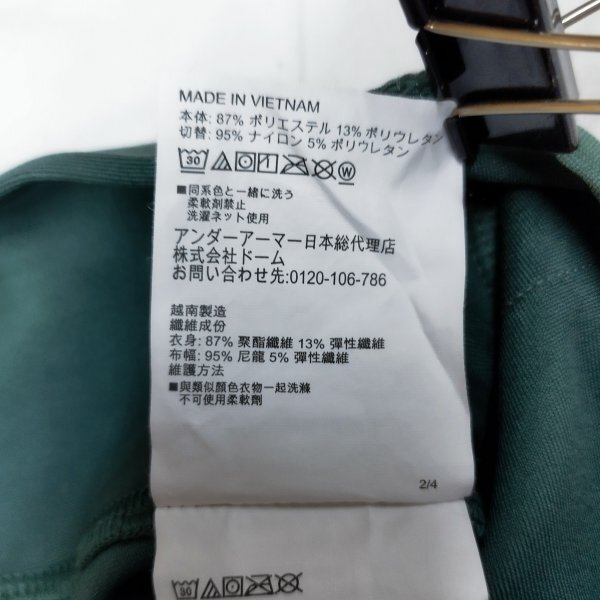 MADE IN VIETNAM
本体: 87% ポリエステル 13% ポリウレタン
切替: 95% ナイロン 5% ポリウレタン
30 W
■同系色と一緒に洗う
柔軟剤禁止
洗濯ネット使用
アンダーアーマー日本総代理店
株式会社ドーム
お問い合わせ先:0120-106-786
越南製造
纖維成份
衣身: 87% 聚酯纖維 13% 彈性纖維
布幅: 95% 尼龍 5% 彈性纖維
維護方法
■與類似顏色衣物一起洗滌
不可使用柔軟劑
2/4
30